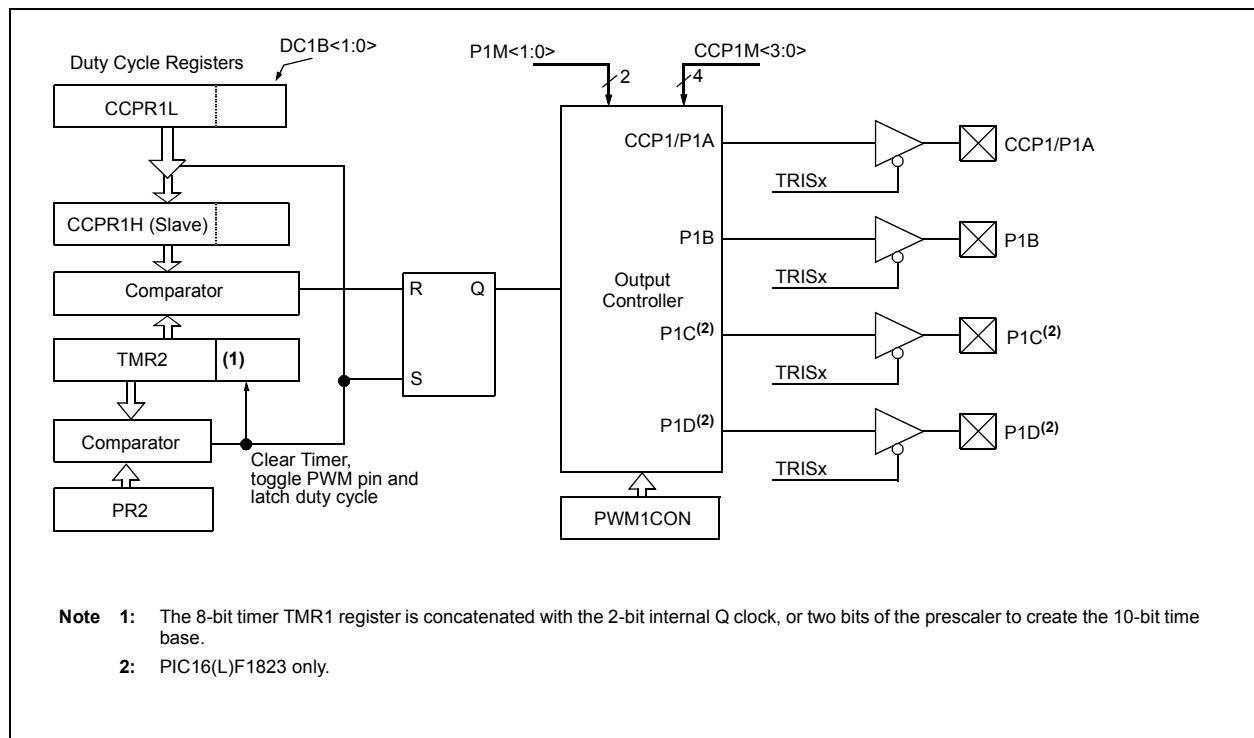 DC1B<1:0>
Duty Cycle Registers
CCPR1L
CCPR1H (Slave)
Comparator
TMR2
(1)
Comparator
PR2
Clear Timer,
toggle PWM pin and
latch duty cycle
R
Q
S
P1M<1:0>
2
CCP1M<3:0>
4
CCP1/P1A
P1B
Output
Controller
P1C(2)
P1D(2)
PWM1CON
TRISx
CCP1/P1A
TRISx
P1B
TRISx
P1C(2)
TRISx
P1D(2)
Note 1: The 8-bit timer TMR1 register is concatenated with the 2-bit internal Q clock, or two bits of the prescaler to create the 10-bit time
base.
2: PIC16(L)F1823 only.